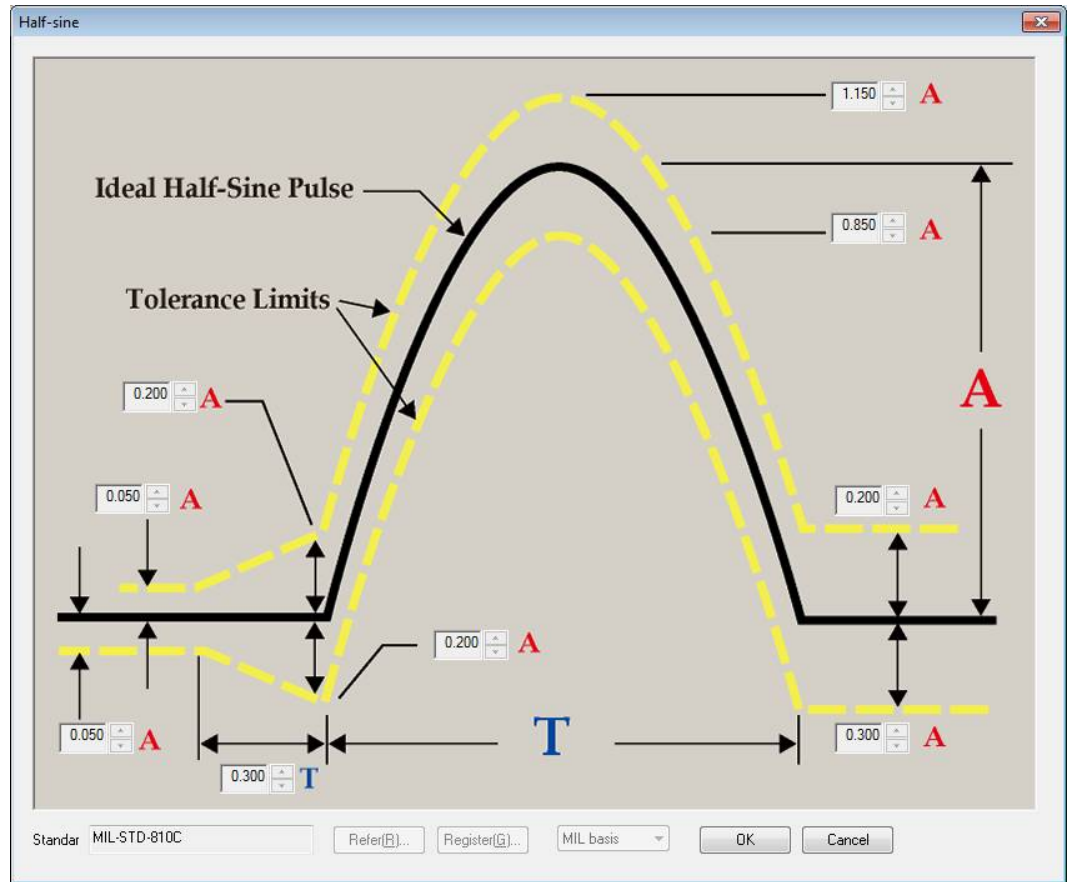 Half-sine
1.150 A
Ideal Half-Sine Pulse
0.850 A
Tolerance Limits
0.200 A
A
0.050 A
0.200 A
0.200 A
0.050 A
T
0.300 A
0.300 T
Standar MIL-STD-810C Refer(R)... Register(G)... MIL basis OK Cancel